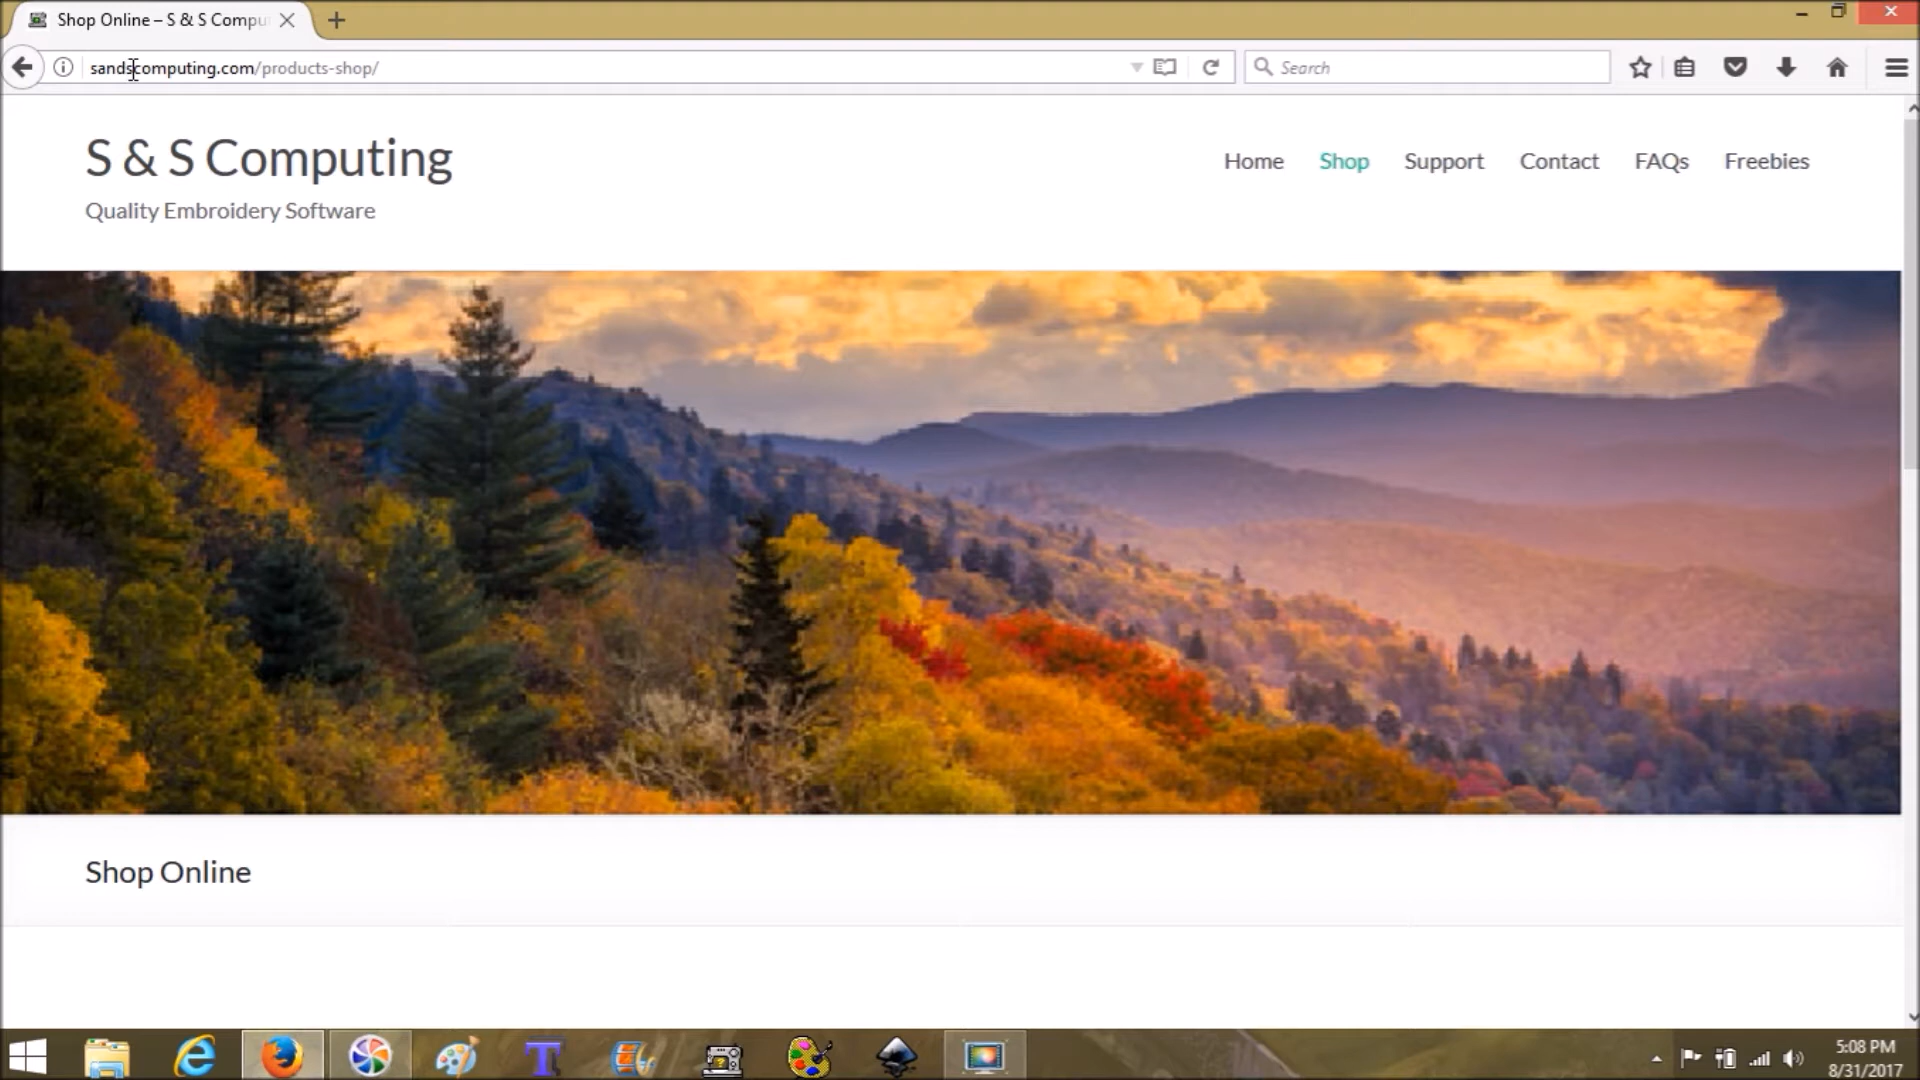 Shop Online – S & S Compu
sandscomputing.com/products-shop/
Search
S & S Computing
Quality Embroidery Software
Home Shop Support Contact FAQs Freebies
Shop Online
5:08 PM
8/31/2017